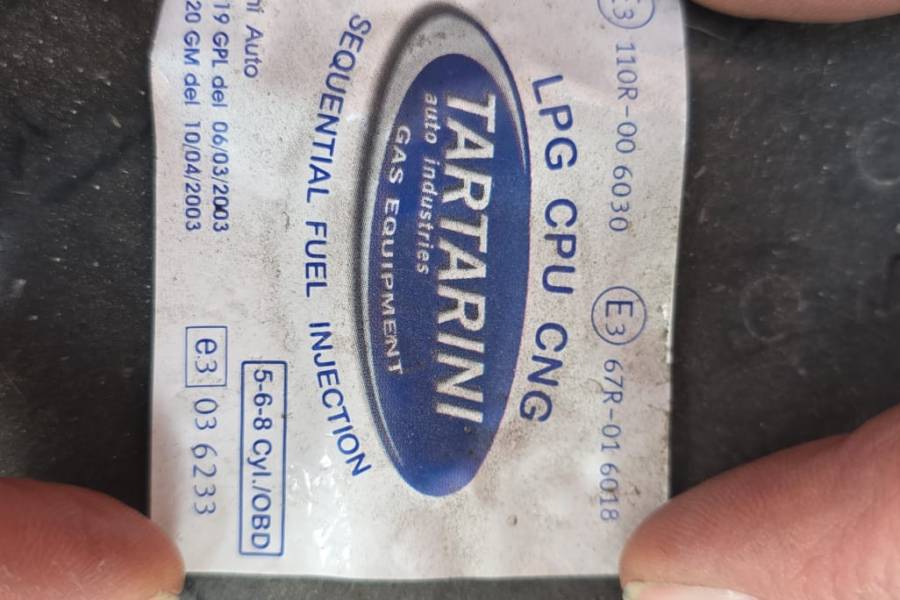 E3 110R-00 6030 E3 67R-01 6018
LPG CPU CNG
TARTARINI
auto industries
GAS EQUIPMENT
SEQUENTIAL FUEL INJECTION
Auto 5-6-8 Cyl./OBD
19 GPL del 06/03/2003
20 GM del 10/04/2003 e3 03 6233